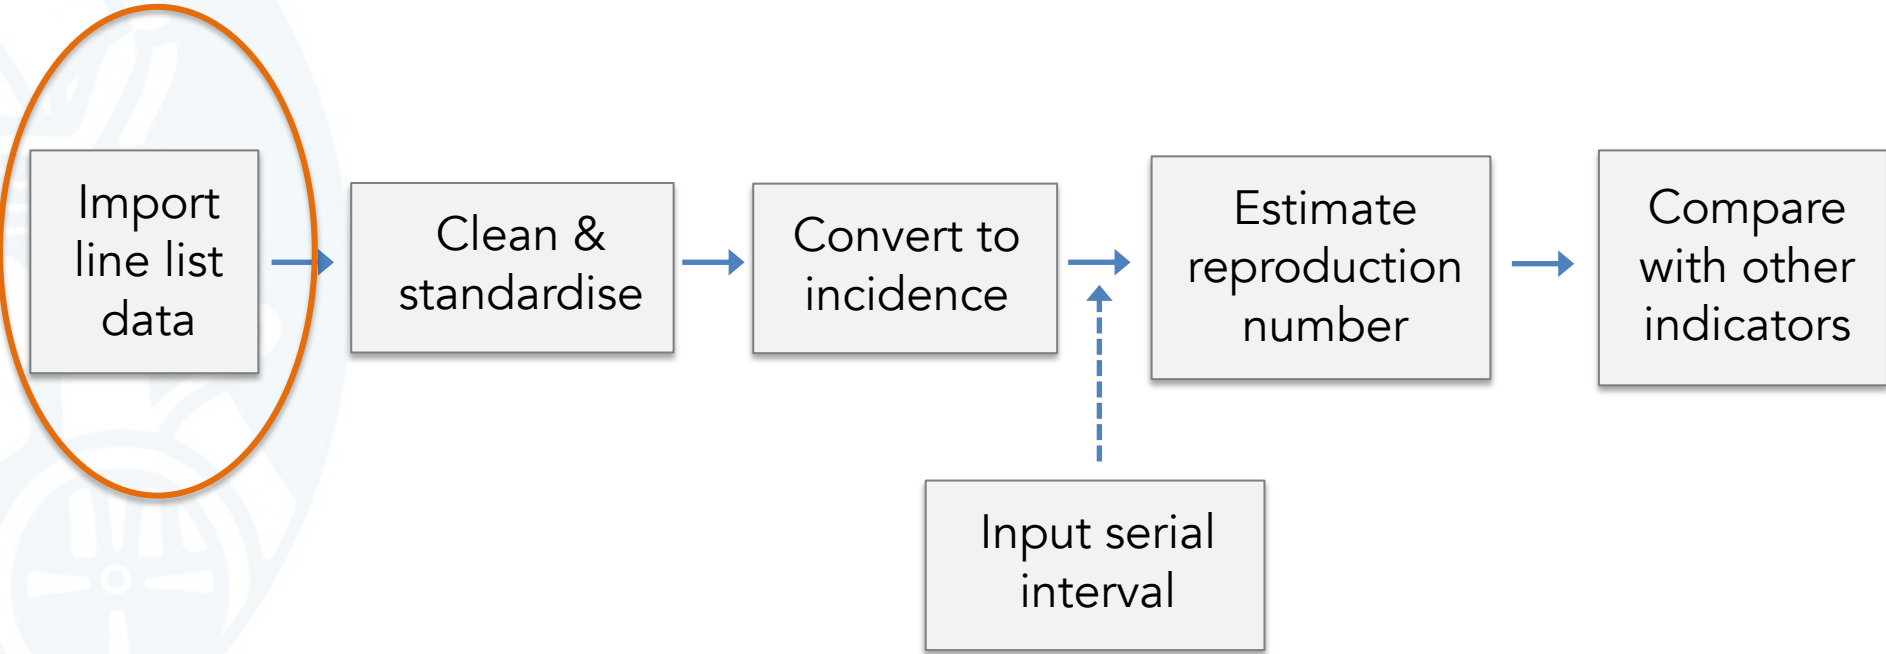 Import
line list
data
Clean &
standardise
Convert to
incidence
Estimate
reproduction
number
Compare
with other
indicators
Input serial
interval